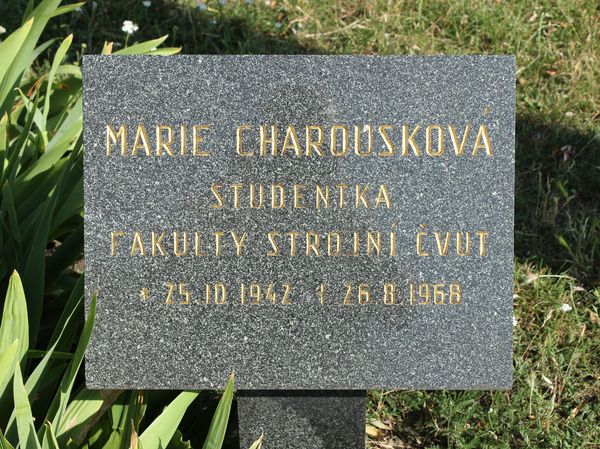 MARIE CHAROUSKOVÁ
STUDENTKA
FAKULTY STROJNÍ ČVUT
* 25.10.1942 † 26.8.1968